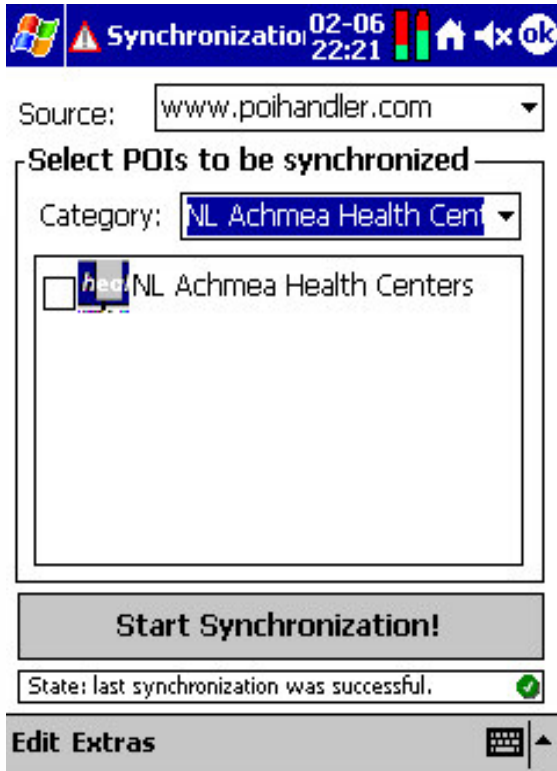 Synchronizatio 02-06
22:21 ok
Source: www.poihandler.com
Select POIs to be synchronized
Category: NL Achmea Health Cent
heal NL Achmea Health Centers
Start Synchronization!
State: last synchronization was successful.
Edit Extras